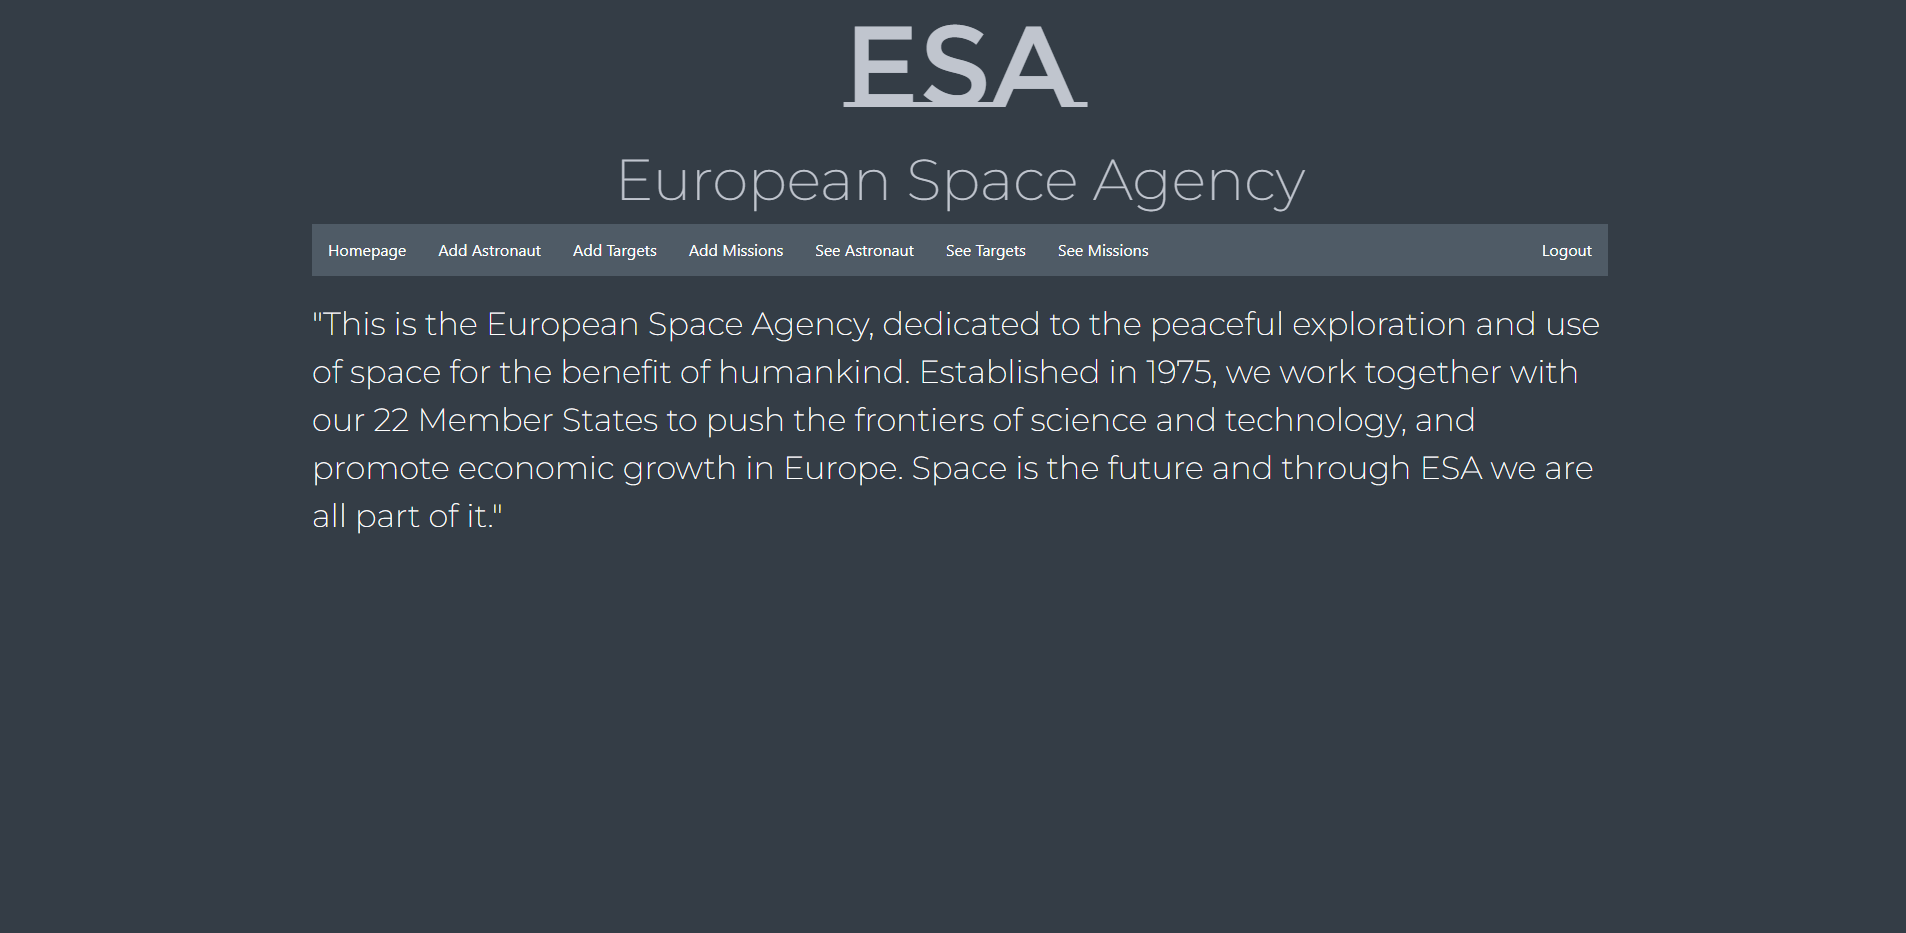 ESA
European Space Agency
Homepage Add Astronaut Add Targets Add Missions See Astronaut See Targets See Missions Logout
"This is the European Space Agency, dedicated to the peaceful exploration and use
of space for the benefit of humankind. Established in 1975, we work together with
our 22 Member States to push the frontiers of science and technology, and
promote economic growth in Europe. Space is the future and through ESA we are
all part of it."